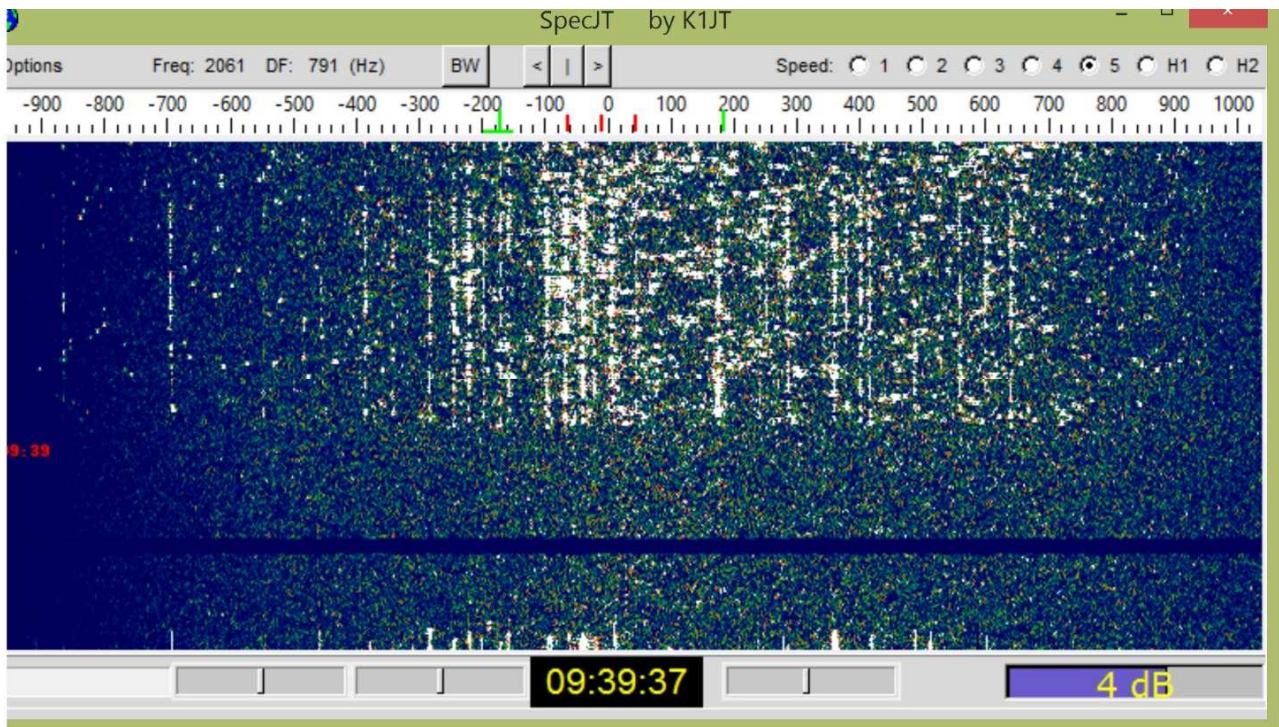 SpecJT by K1JT
Options Freq: 2061 DF: 791 (Hz) BW < | > Speed: 1 2 3 4 5 H1 H2
-900 -800 -700 -600 -500 -400 -300 -200 -100 0 100 200 300 400 500 600 700 800 900 1000
09:39
09:39:37 4 dB